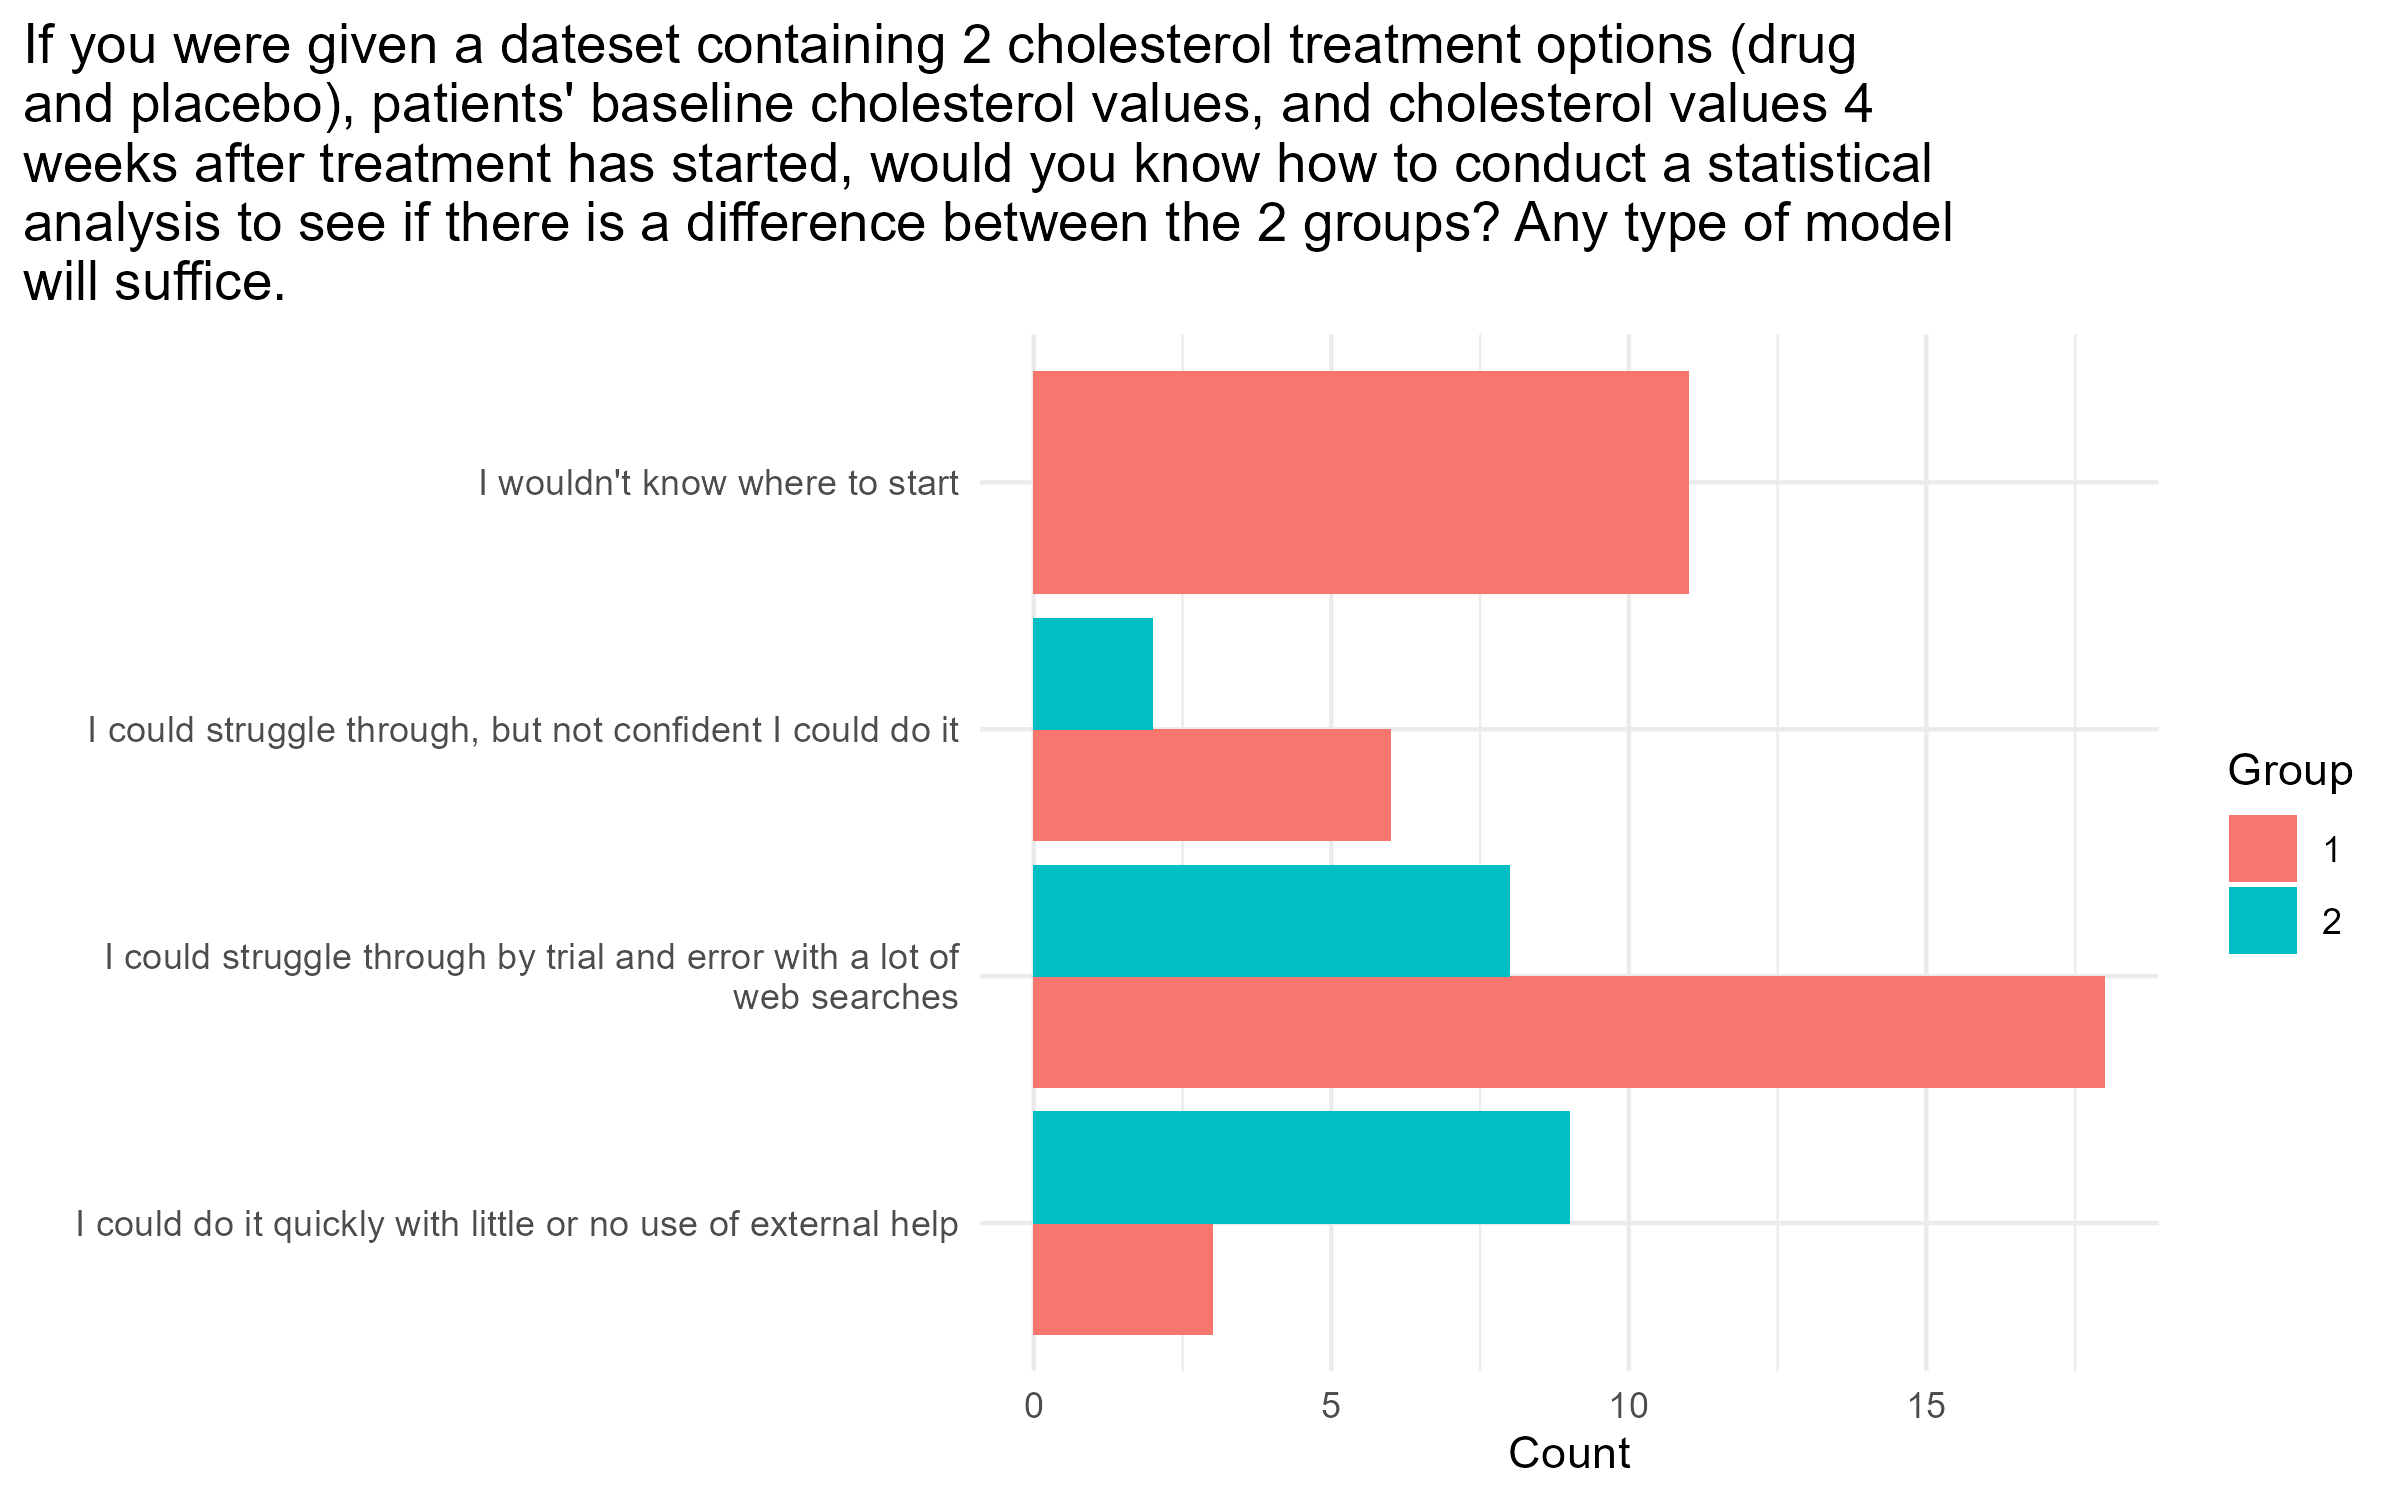 If you were given a dateset containing 2 cholesterol treatment options (drug
and placebo), patients' baseline cholesterol values, and cholesterol values 4
weeks after treatment has started, would you know how to conduct a statistical
analysis to see if there is a difference between the 2 groups? Any type of model
will suffice.
I wouldn't know where to start
I could struggle through, but not confident I could do it
I could struggle through by trial and error with a lot of
web searches
I could do it quickly with little or no use of external help
0 5 10 15
Count
Group
1
2